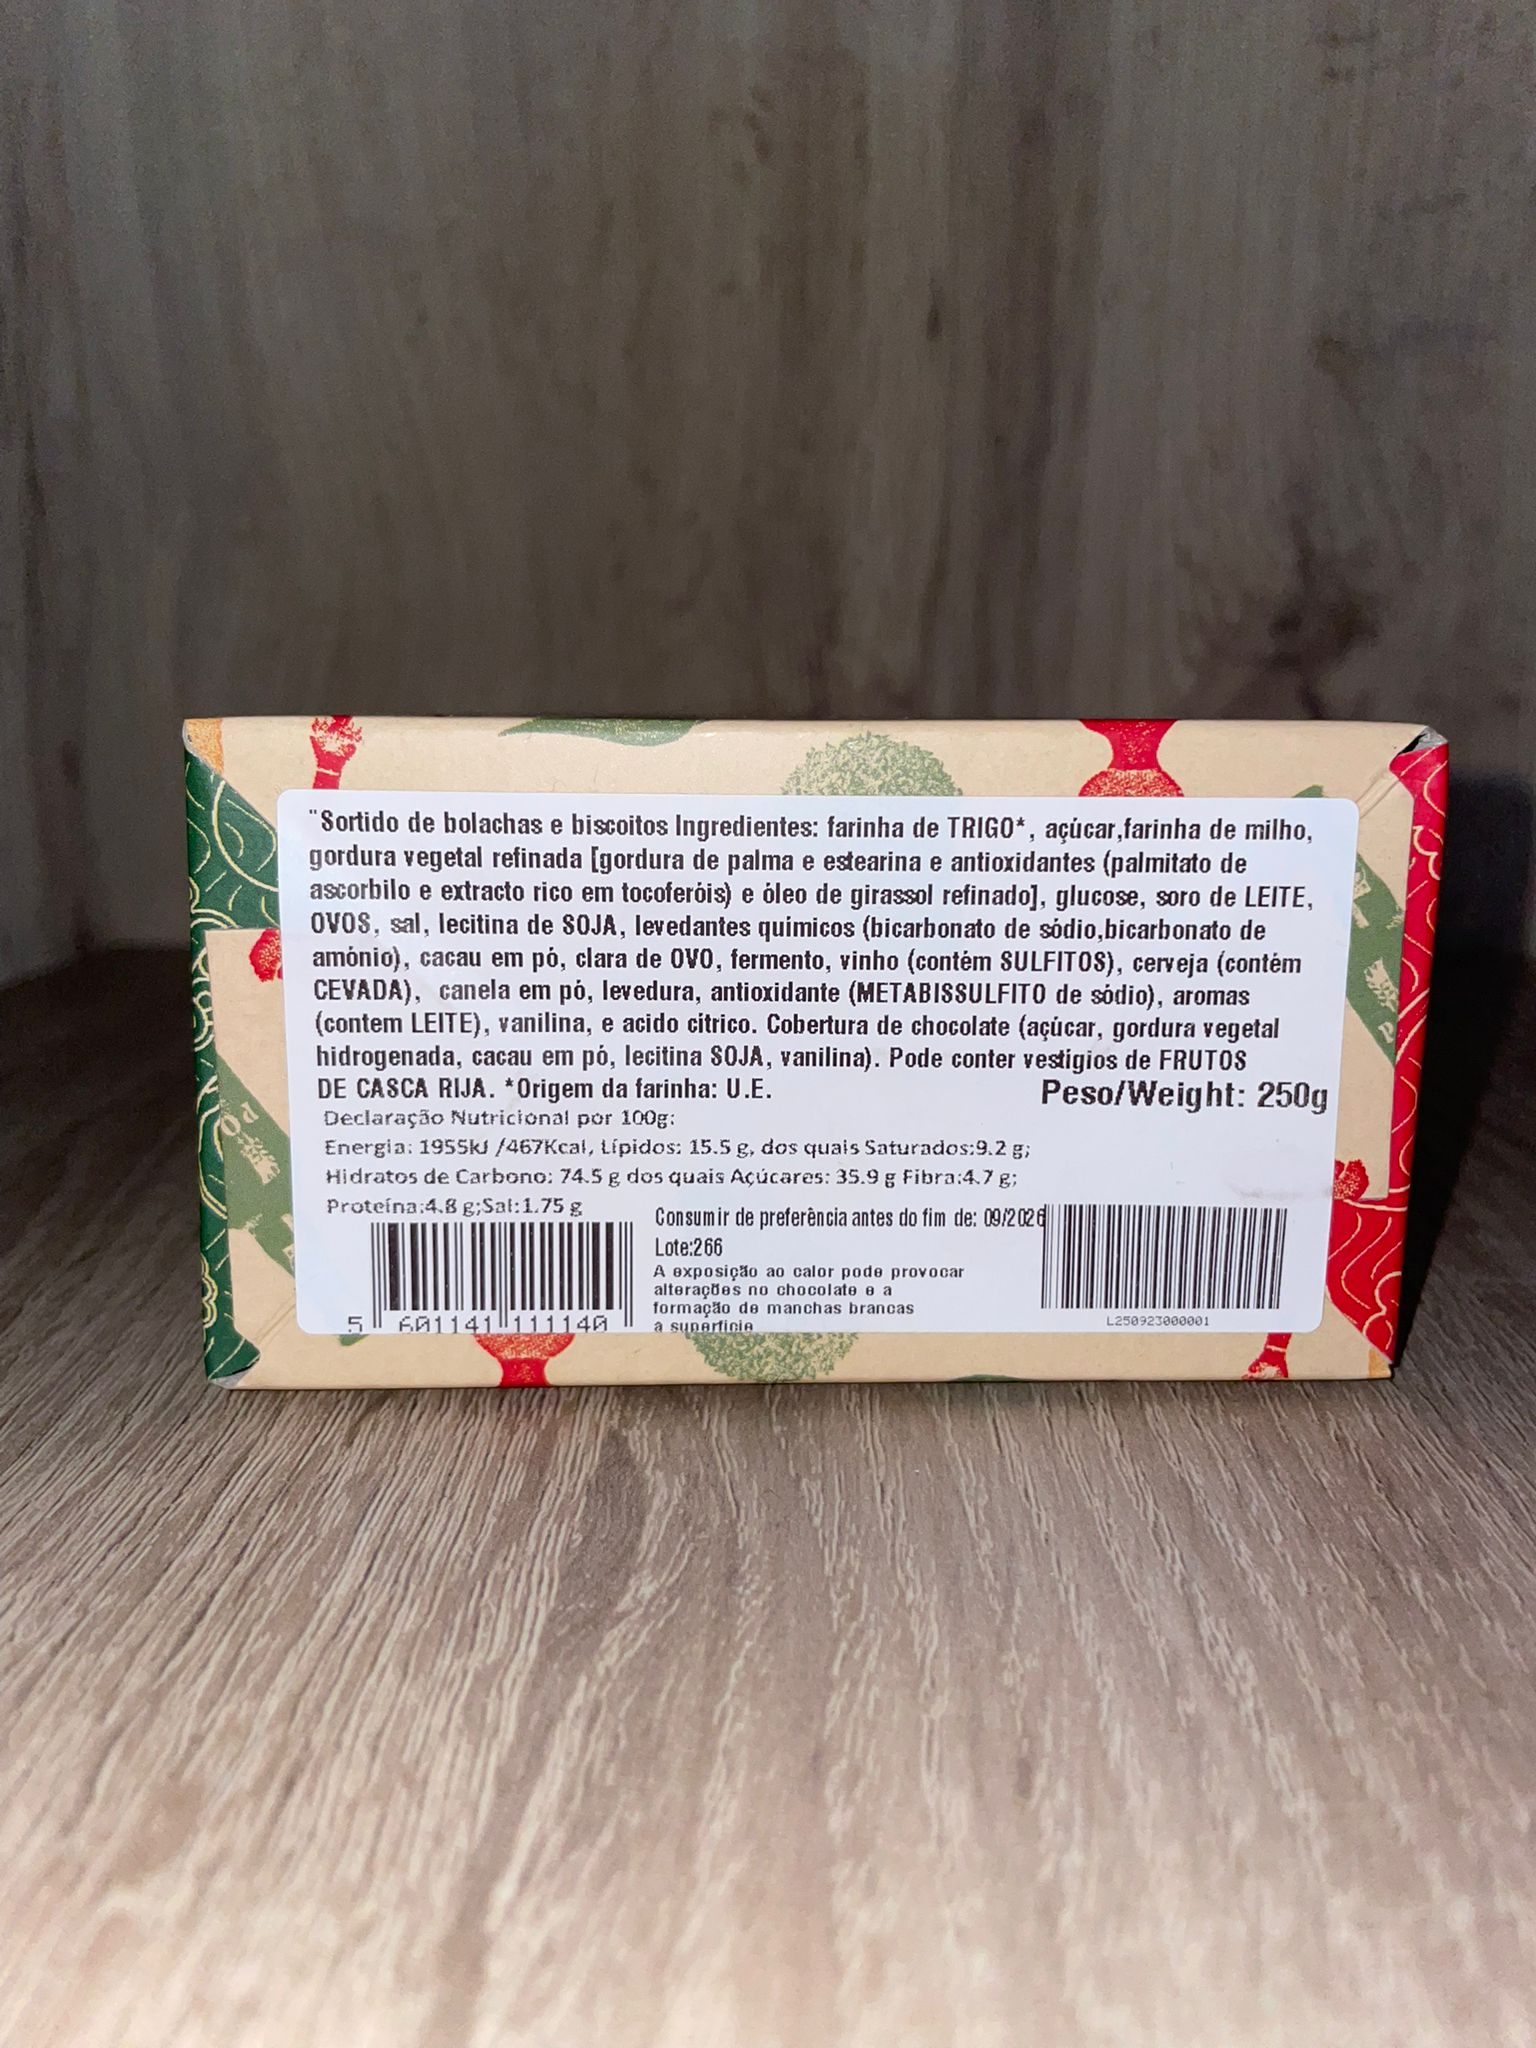 "Sortido de bolachas e biscoitos Ingredientes: farinha de TRIGO*, açúcar,farinha de milho,
gordura vegetal refinada [gordura de palma e estearina e antioxidantes (palmitato de
ascorbilo e extracto rico em tocoferóis) e óleo de girassol refinado], glucose, soro de LEITE,
OVOS, sal, lecitina de SOJA, levedantes químicos (bicarbonato de sódio,bicarbonato de
amónio), cacau em pó, clara de OVO, fermento, vinho (contém SULFITOS), cerveja (contém
CEVADA), canela em pó, levedura, antioxidante (METABISSULFITO de sódio), aromas
(contem LEITE), vanilina, e acido cítrico. Cobertura de chocolate (açúcar, gordura vegetal
hidrogenada, cacau em pó, lecitina SOJA, vanilina). Pode conter vestígios de FRUTOS
DE CASCA RIJA. *Origem da farinha: U.E.
Peso/Weight: 250g
Declaração Nutricional por 100g:
Energia: 1955kJ /467Kcal, Lípidos: 15.5 g, dos quais Saturados:9.2 g;
Hidratos de Carbono: 74.5 g dos quais Açúcares: 35.9 g Fibra:4.7 g;
Proteína:4.8 g;Sal:1.75 g
Consumir de preferência antes do fim de: 09/2026
Lote:266
A exposição ao calor pode provocar
alterações no chocolate e a
formação de manchas brancas
a superficie
5 601141 111140
L250923000001
PO